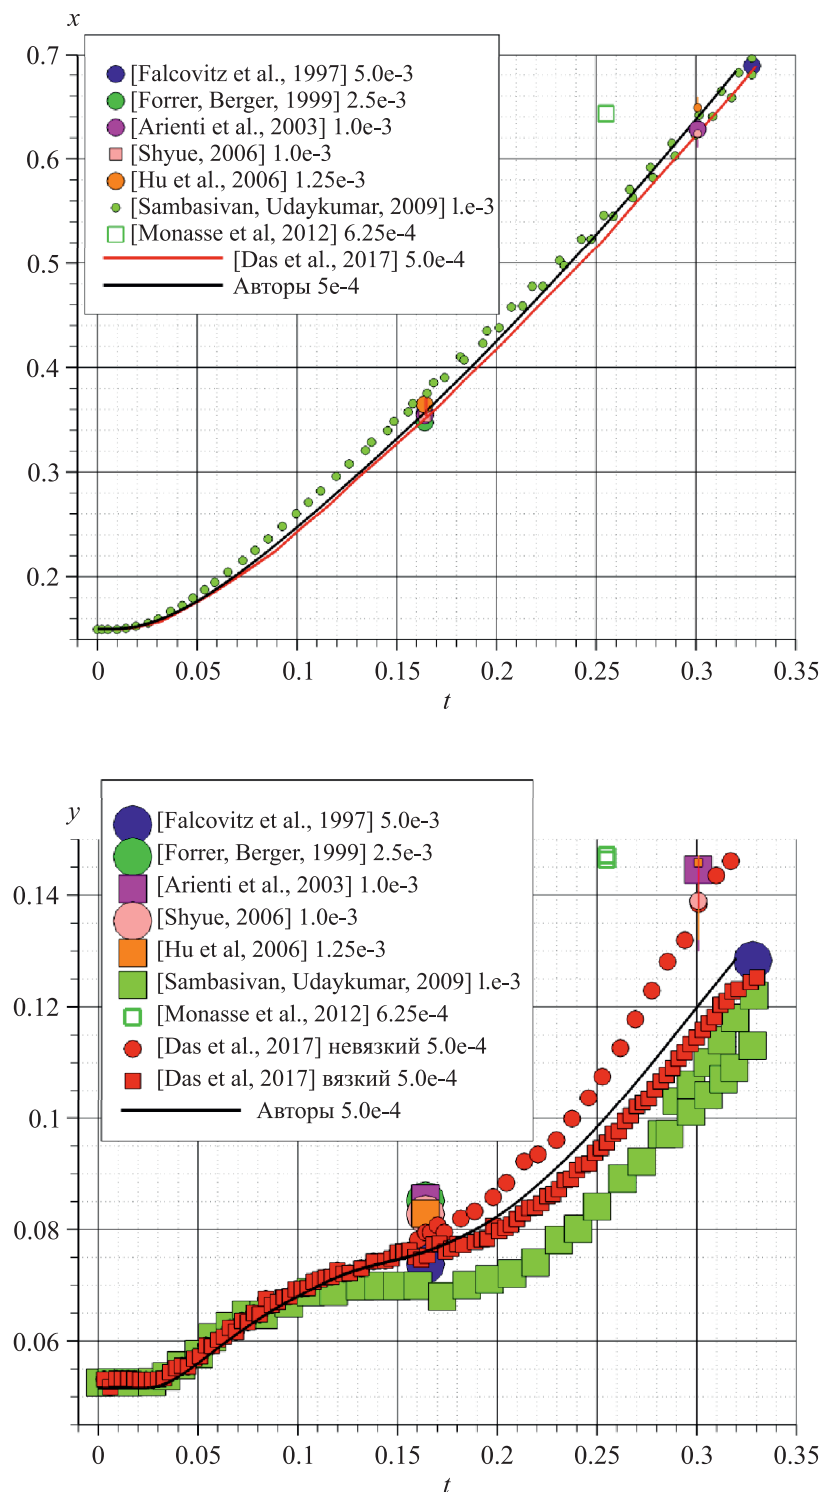 x
0.7
[Falcovitz et al., 1997] 5.0e-3
[Forrer, Berger, 1999] 2.5e-3
[Arienti et al., 2003] 1.0e-3
[Shyue, 2006] 1.0e-3
[Hu et al., 2006] 1.25e-3
[Sambasivan, Udaykumar, 2009] l.e-3
[Monasse et al, 2012] 6.25e-4
[Das et al., 2017] 5.0e-4
Авторы 5e-4
0.6
0.5
0.4
0.3
0.2
0 0.05 0.1 0.15 0.2 0.25 0.3 0.35
t
y
[Falcovitz et al., 1997] 5.0e-3
[Forrer, Berger, 1999] 2.5e-3
[Arienti et al., 2003] 1.0e-3
[Shyue, 2006] 1.0e-3
[Hu et al, 2006] 1.25e-3
[Sambasivan, Udaykumar, 2009] l.e-3
[Monasse et al., 2012] 6.25e-4
[Das et al., 2017] невязкий 5.0e-4
[Das et al, 2017] вязкий 5.0e-4
Авторы 5.0e-4
0.14
0.12
0.1
0.08
0.06
0 0.05 0.1 0.15 0.2 0.25 0.3 0.35
t